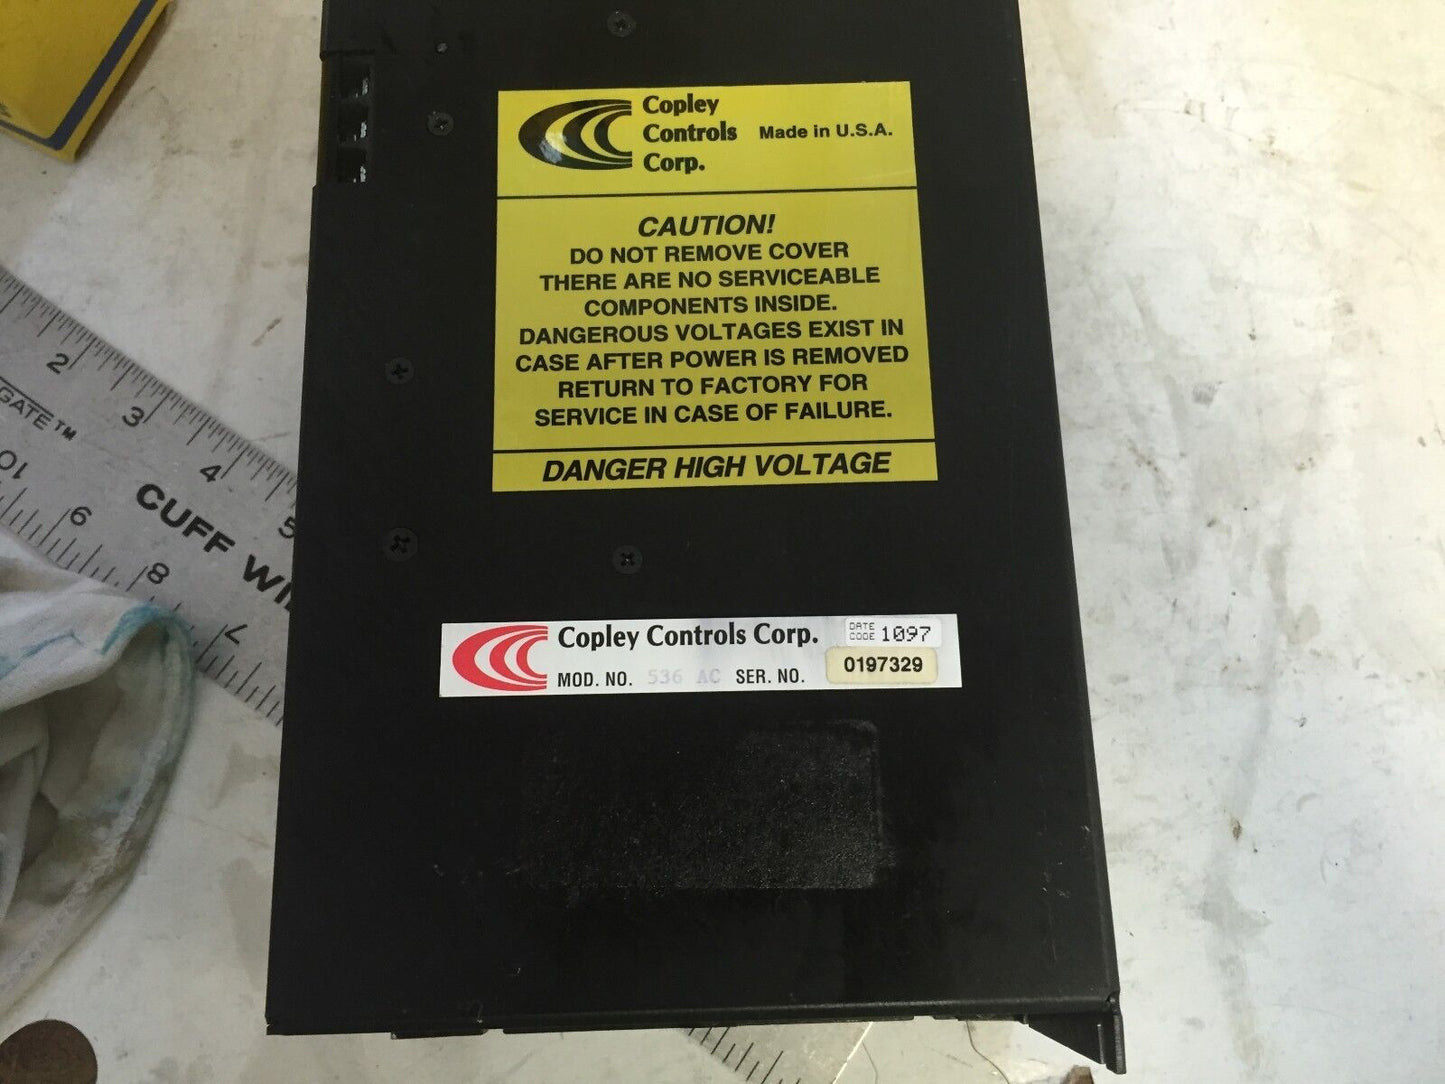 Copley
Controls
Corp.
Made in U.S.A.
CAUTION!
DO NOT REMOVE COVER
THERE ARE NO SERVICEABLE
COMPONENTS INSIDE.
DANGEROUS VOLTAGES EXIST IN
CASE AFTER POWER IS REMOVED
RETURN TO FACTORY FOR
SERVICE IN CASE OF FAILURE.
DANGER HIGH VOLTAGE
Copley Controls Corp.
DATE
CODE 1097
MOD. NO. 536 AC SER. NO. 0197329
2
3
4
5
GATE™
CUFF
10
6
8
7